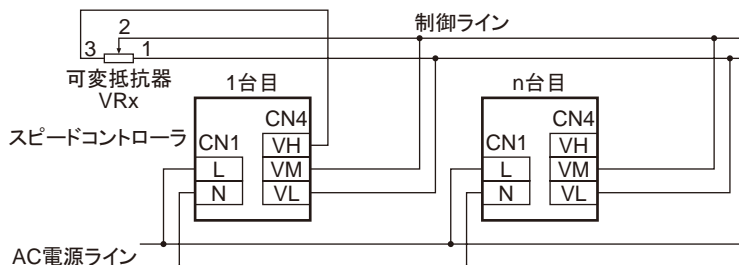 制御ライン
2
3
1
可変抵抗器
VRx
1台目
n台目
スピードコントローラ
CN4
CN1
VH
L
VM
N
VL
CN4
CN1
VH
L
VM
N
VL
AC電源ライン